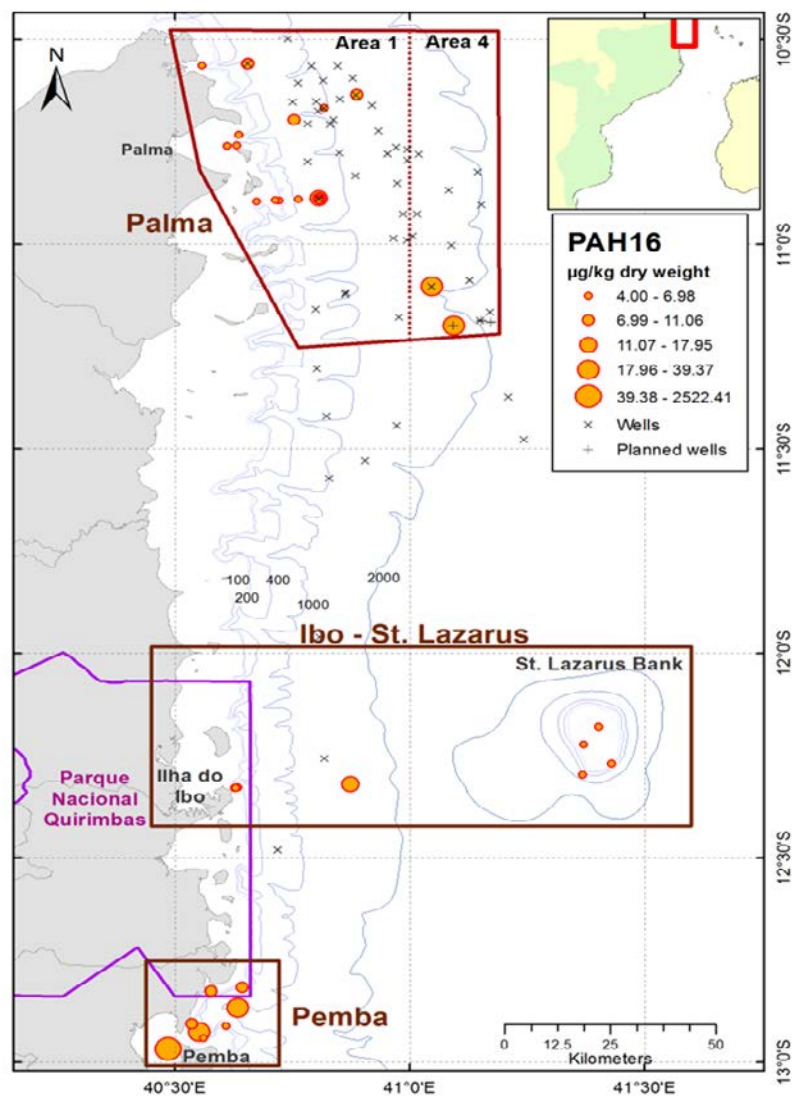 10°30'S
Area 1
Area 4
N
Palma
Palma
11°0'S
PAH16
µg/kg dry weight
4.00 - 6.98
6.99 - 11.06
11.07 - 17.95
17.96 - 39.37
39.38 - 2522.41
Wells
Planned wells
11°30'S
100
400
2000
200
1000
Ibo - St. Lazarus
12°0'S
St. Lazarus Bank
Parque
Nacional
Quirimbas
Ilha do
Ibo
12°30'S
Pemba
Pemba
0
12.5
25
50
Kilometers
13°0'S
40°30'E
41°0'E
41°30'E